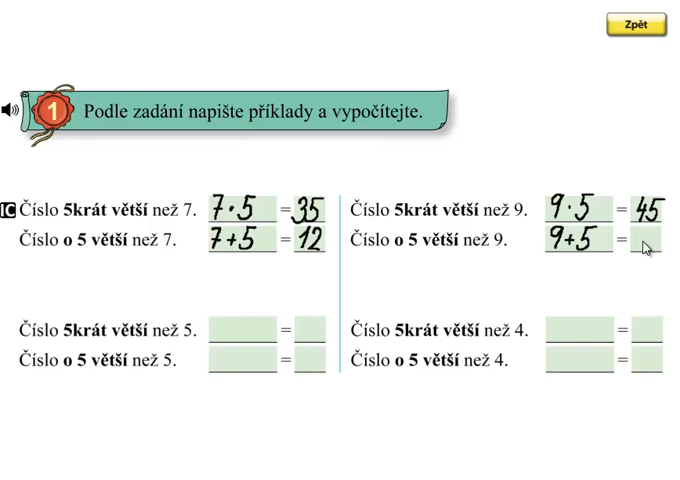 Zpět
1 Podle zadání napište příklady a vypočítejte.
IC Číslo 5krát větší než 7. 7·5 = 35
Číslo o 5 větší než 7. 7+5 = 12
Číslo 5krát větší než 9. 9·5 = 45
Číslo o 5 větší než 9. 9+5 =
Číslo 5krát větší než 5. =
Číslo o 5 větší než 5. =
Číslo 5krát větší než 4. =
Číslo o 5 větší než 4. =